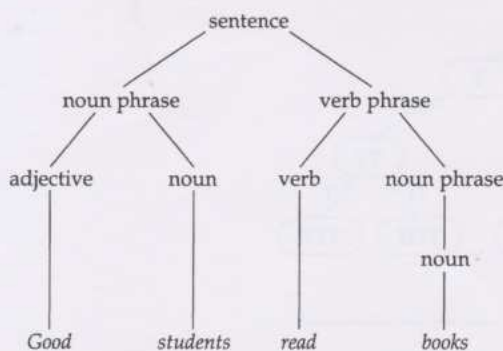 sentence
noun phrase verb phrase
adjective noun verb noun phrase
noun
Good students read books